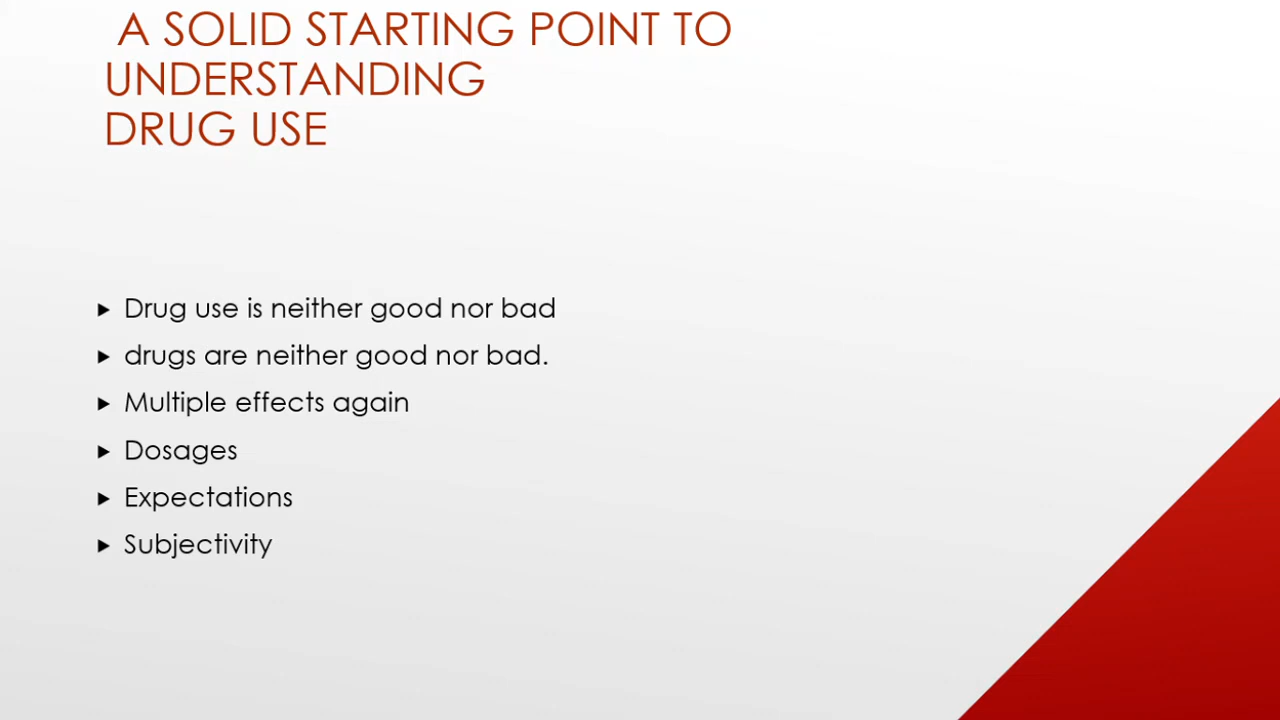 A SOLID STARTING POINT TO
UNDERSTANDING
DRUG USE
Drug use is neither good nor bad
drugs are neither good nor bad.
Multiple effects again
Dosages
Expectations
Subjectivity